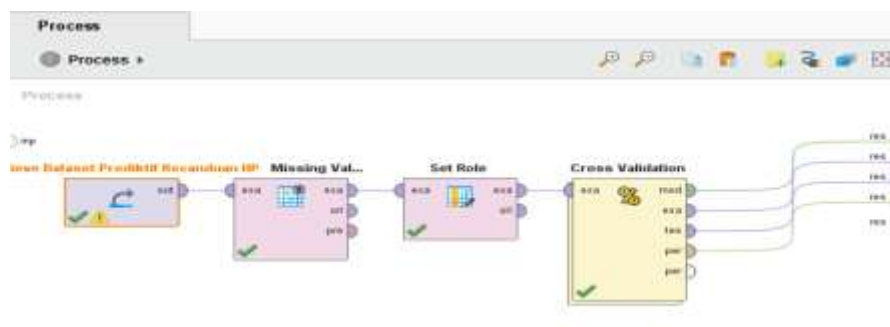 Process
Process
Process
inp
Dataset Prediktif Kecanduan HP
Missing Val...
Set Role
Cross Validation
out
exa
exa
ori
pre
exa
exa
ori
exa
mod
exa
tes
per
per
res
res
res
res
res